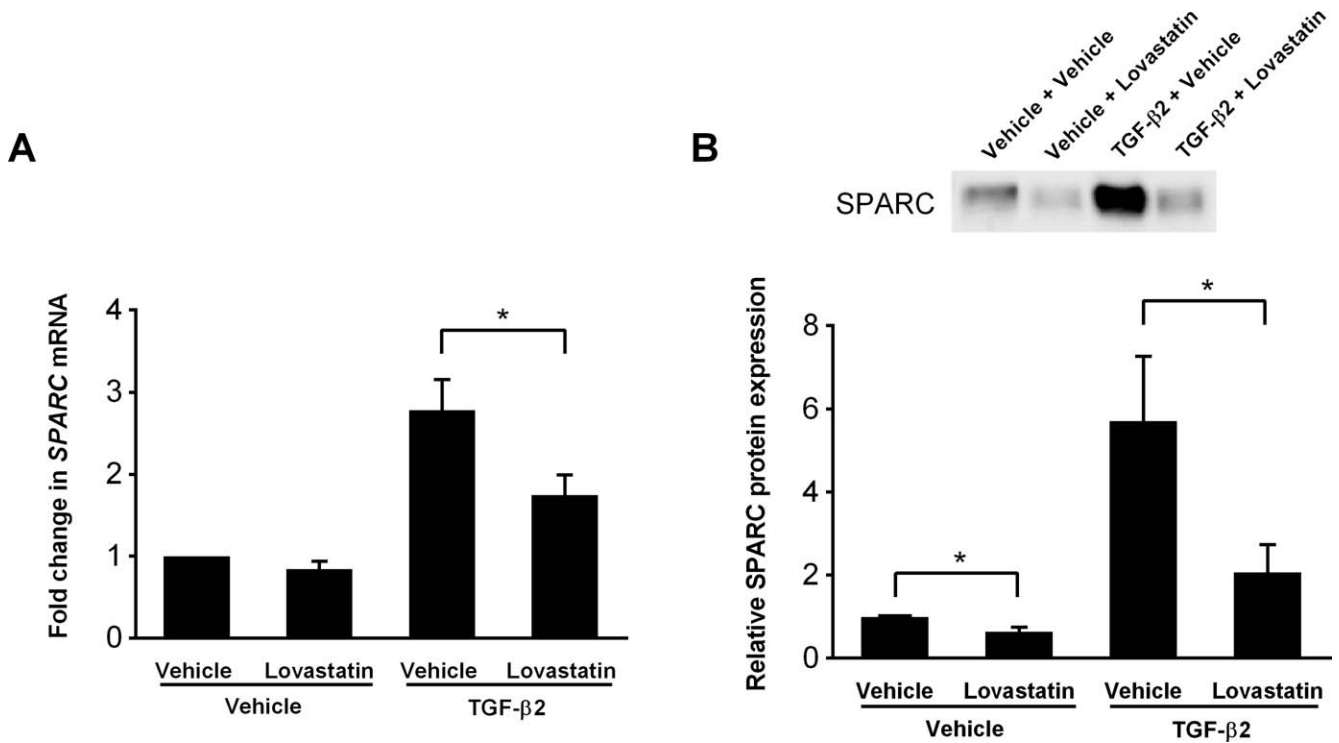 A
Fold change in SPARC mRNA
4
3
2
1
0
*
Vehicle Lovastatin Vehicle Lovastatin
Vehicle TGF-β2
B
Vehicle + Vehicle
Vehicle + Lovastatin
TGF-β2 + Vehicle
TGF-β2 + Lovastatin
SPARC
Relative SPARC protein expression
8
6
4
2
0
*
*
Vehicle Lovastatin Vehicle Lovastatin
Vehicle TGF-β2